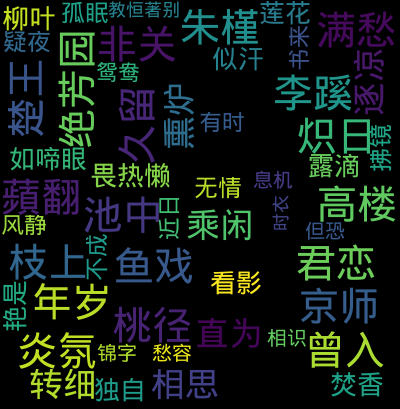 柳叶
孤眠
教恒著别
莲花
朱槿
满愁
疑夜
非关
似汗
书来
鸳鸯
绝芳园
楚王
久留
熏炉
李蹊
逐凉
有时
炽日
拂镜
如啼眼
畏热懒
露滴
息机
无情
蘋翻
池中
近日
乘闲
时衣
高楼
风静
但恐
不成
枝上
鱼戏
君恋
看影
艳是
年岁
桃径
京师
直为
相识
曾入
炎氛
锦字
愁容
转细
独自
相思
焚香